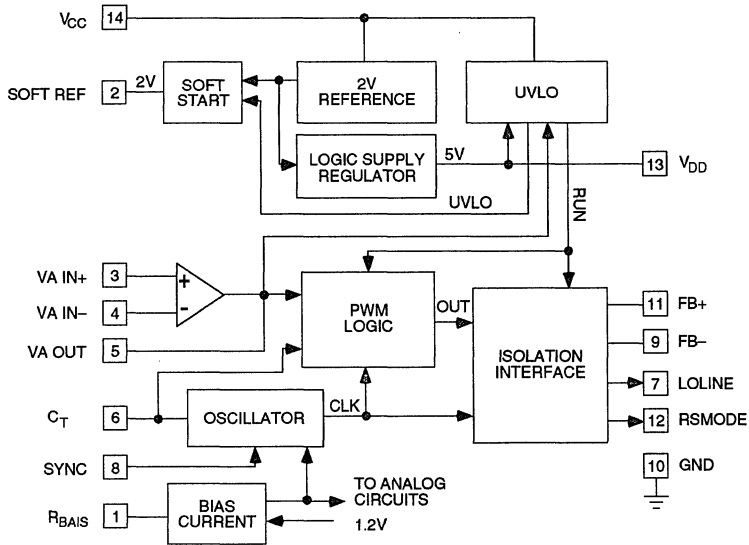 VCC 14
SOFT REF 2 2V
SOFT
START
2V
REFERENCE
UVLO
LOGIC SUPPLY
REGULATOR
5V
13 VDD
UVLO
RUN
VA IN+ 3
+
VA IN– 4
-
VA OUT 5
PWM
LOGIC
OUT
ISOLATION
INTERFACE
11 FB+
9 FB–
7 LOLINE
12 RSMODE
CT 6
OSCILLATOR
CLK
SYNC 8
10 GND
RBAIS 1
BIAS
CURRENT
TO ANALOG
CIRCUITS
1.2V